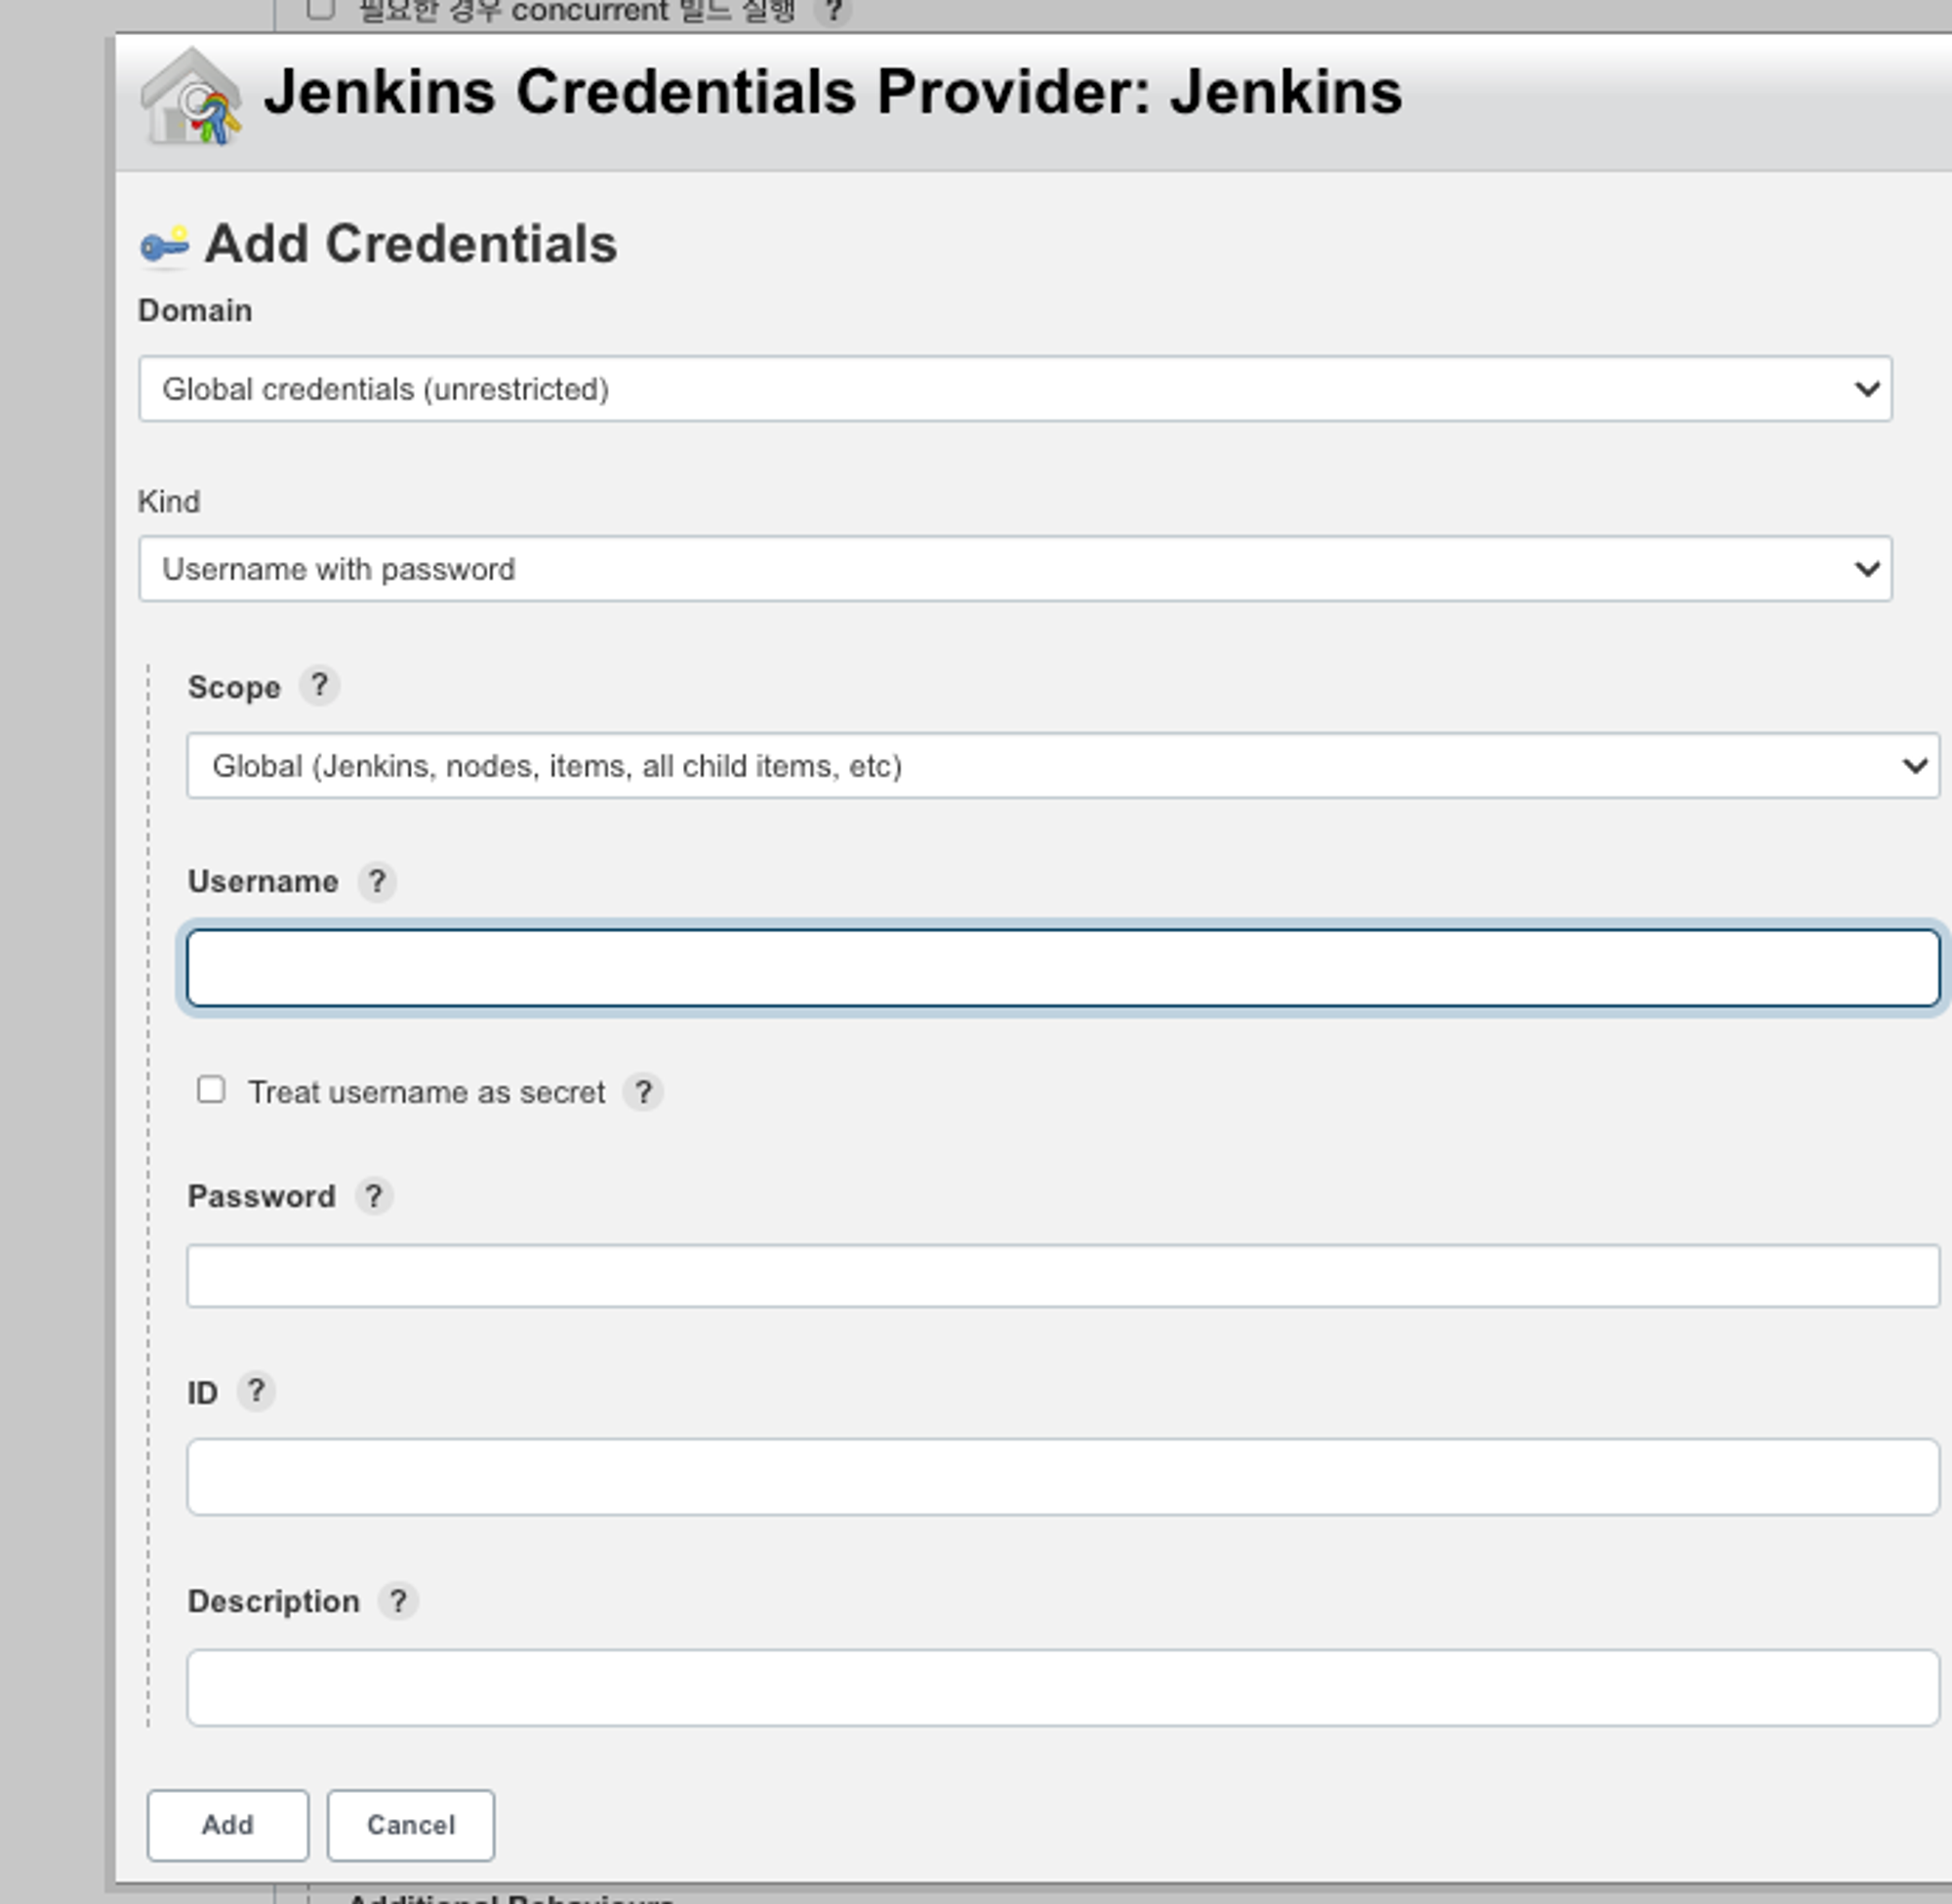 필요한 경우 concurrent 빌드 실행 ?
Jenkins Credentials Provider: Jenkins
Add Credentials
Domain
Global credentials (unrestricted)
Kind
Username with password
Scope ?
Global (Jenkins, nodes, items, all child items, etc)
Username ?
Treat username as secret ?
Password ?
ID ?
Description ?
Add Cancel
Additional Behaviours